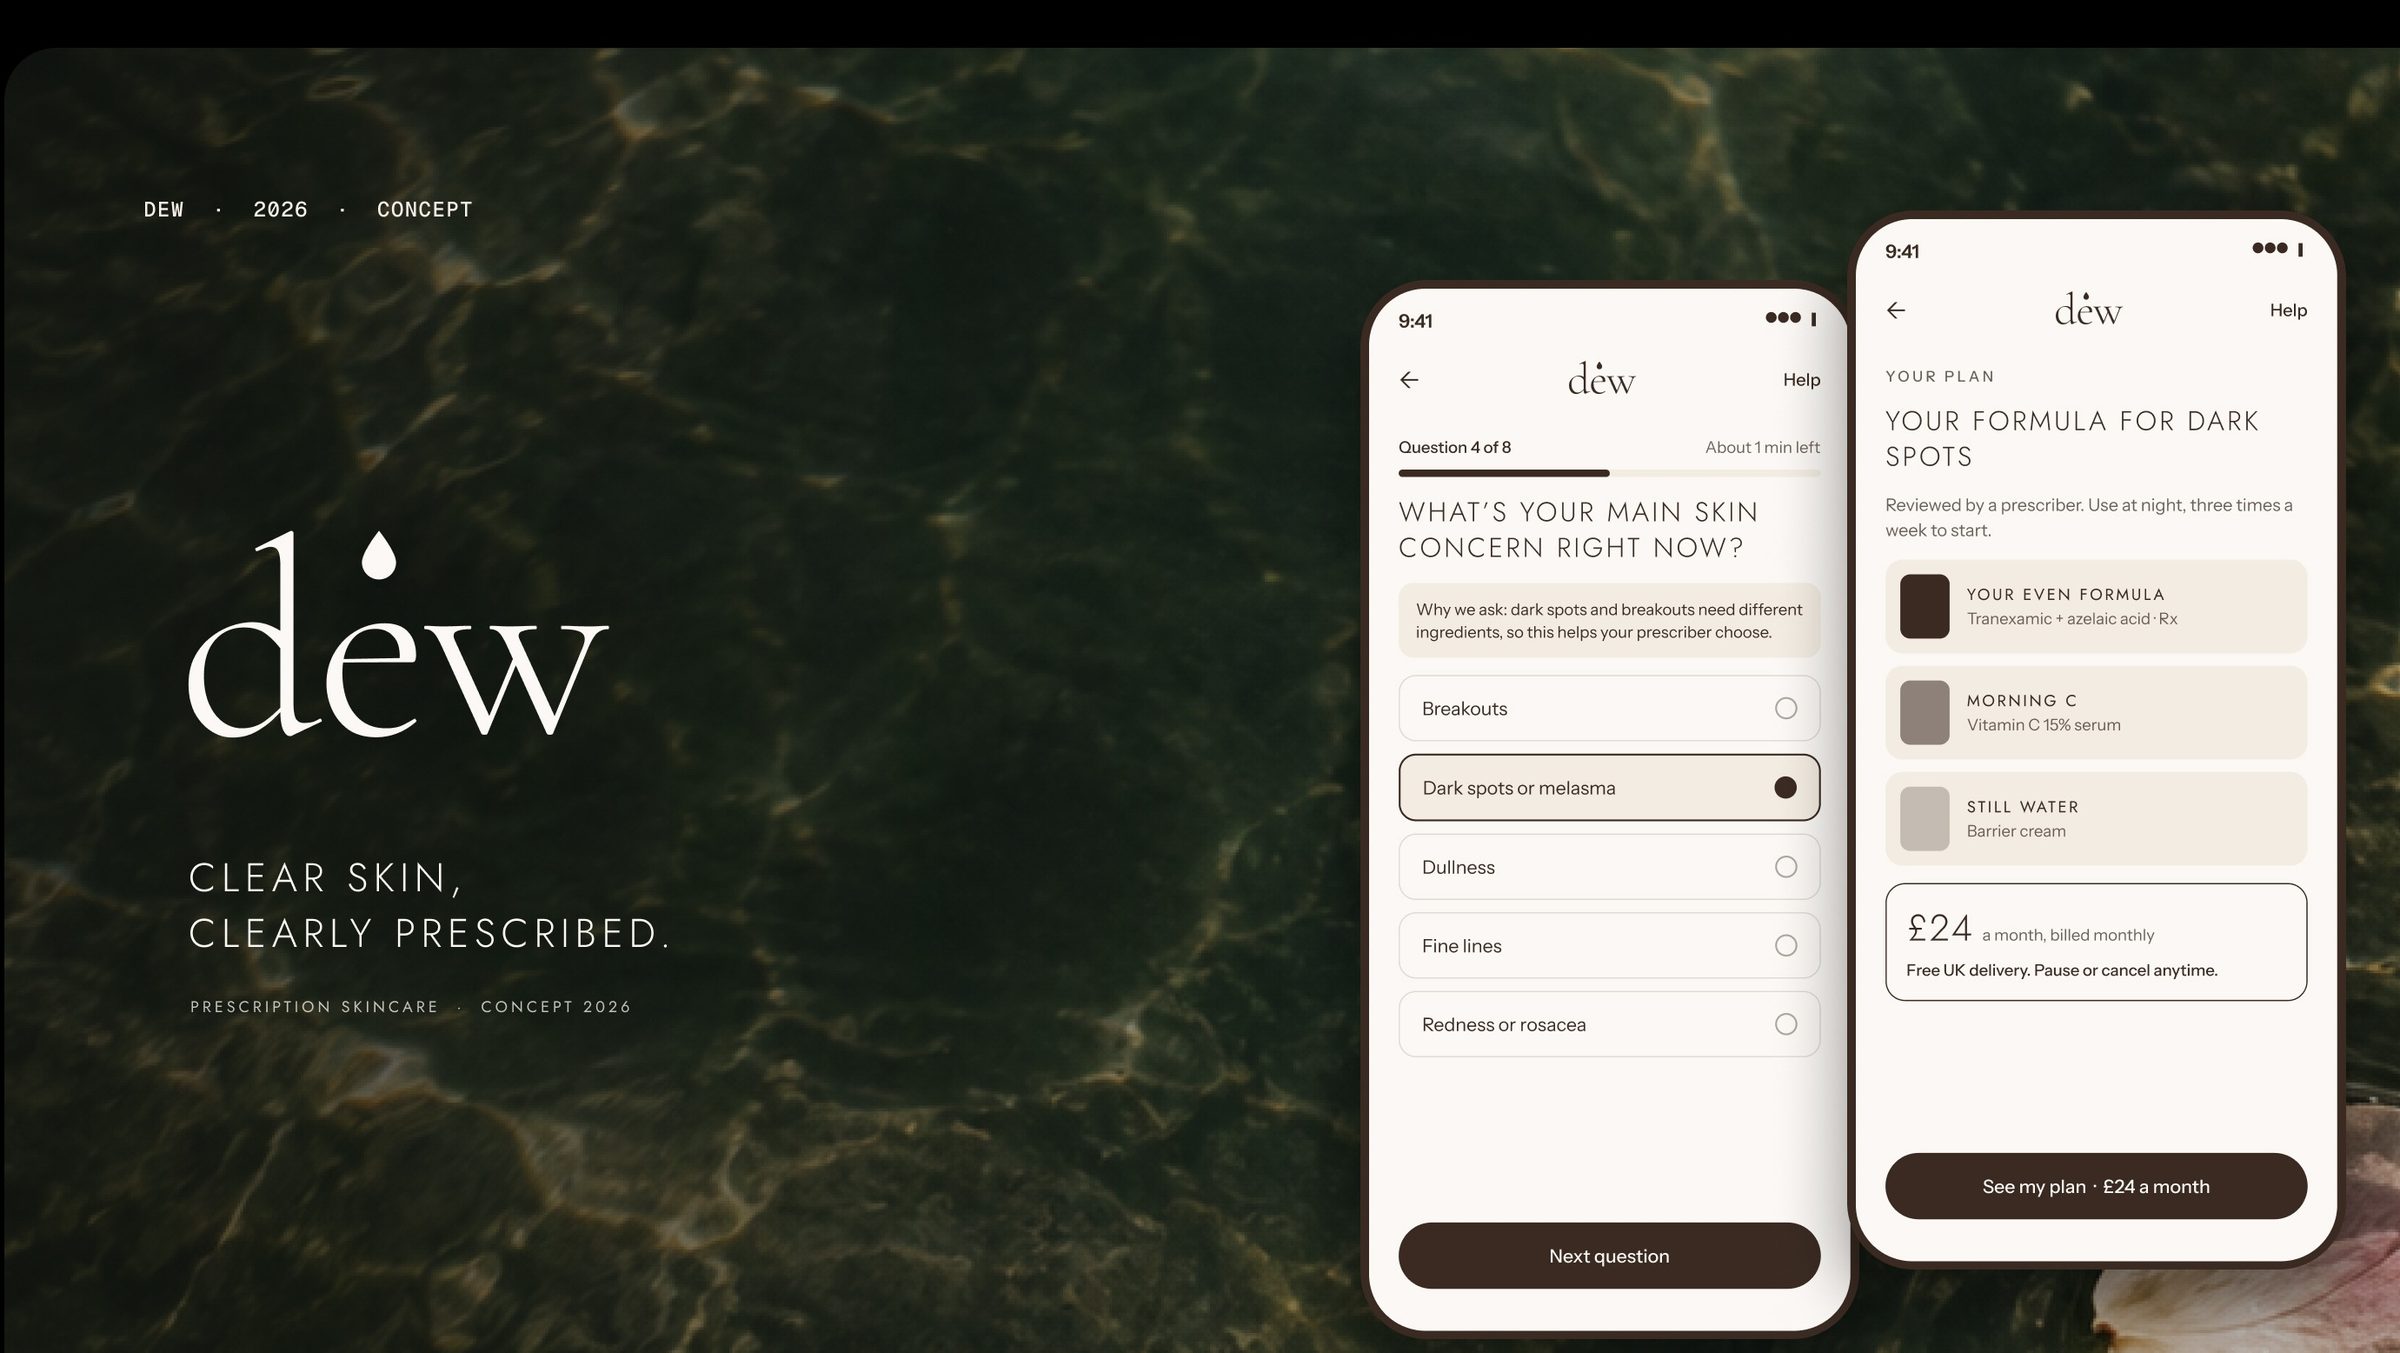 DEW · 2026 · CONCEPT
dew
CLEAR SKIN,
CLEARLY PRESCRIBED.
PRESCRIPTION SKINCARE · CONCEPT 2026
9:41
← dew Help
Question 4 of 8 About 1 min left
WHAT’S YOUR MAIN SKIN
CONCERN RIGHT NOW?
Why we ask: dark spots and breakouts need different
ingredients, so this helps your prescriber choose.
Breakouts
Dark spots or melasma
Dullness
Fine lines
Redness or rosacea
Next question
9:41
← dew Help
YOUR PLAN
YOUR FORMULA FOR DARK
SPOTS
Reviewed by a prescriber. Use at night, three times a
week to start.
YOUR EVEN FORMULA
Tranexamic + azelaic acid · Rx
MORNING C
Vitamin C 15% serum
STILL WATER
Barrier cream
£24 a month, billed monthly
Free UK delivery. Pause or cancel anytime.
See my plan · £24 a month